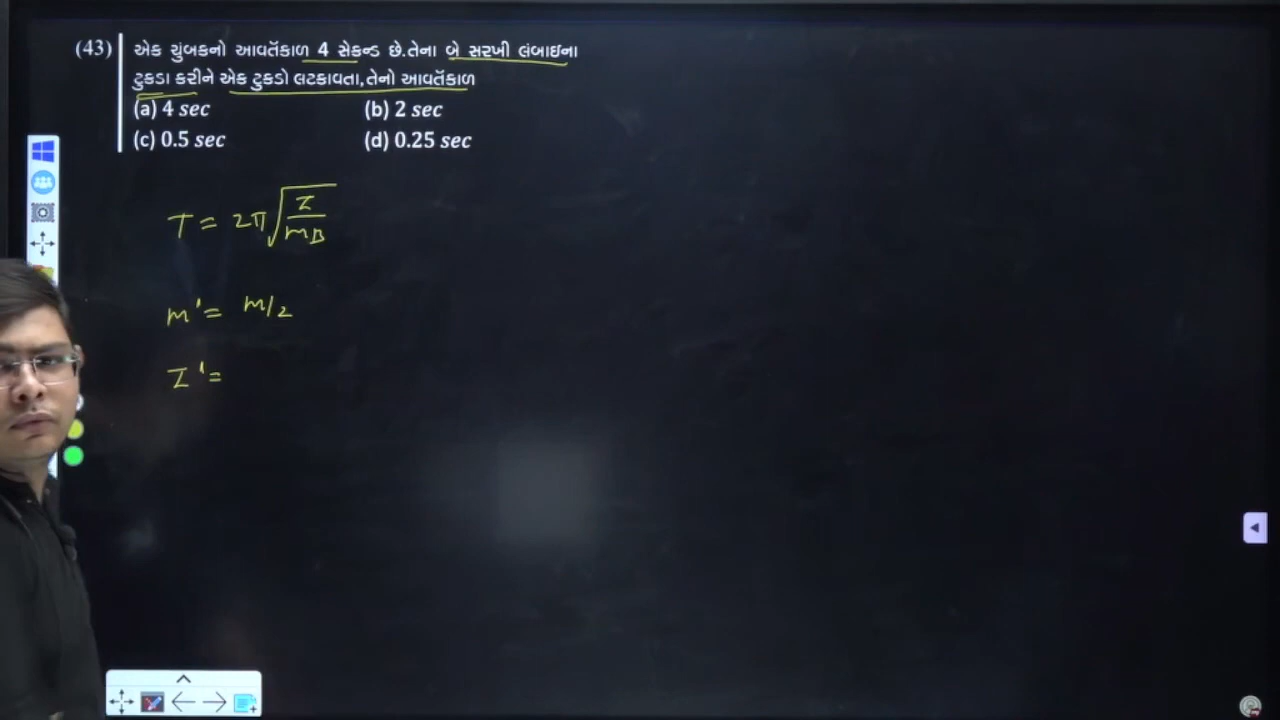 (43) એક ચુંબકનો આવર્તકાળ 4 સેકન્ડ છે.તેના બે સરખી લંબાઇના
ટુકડા કરીને એક ટુકડો લટકાવતા,તેનો આવર્તકાળ
(a) 4 sec (b) 2 sec
(c) 0.5 sec (d) 0.25 sec
T = 2π√(I/mB)
m' = m/2
I' =